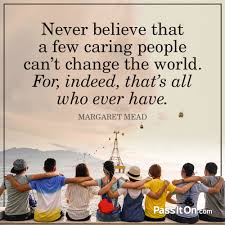 Never believe that
a few caring people
can't change the world.
For, indeed, that's all
who ever have.
MARGARET MEAD
PassItOn.com